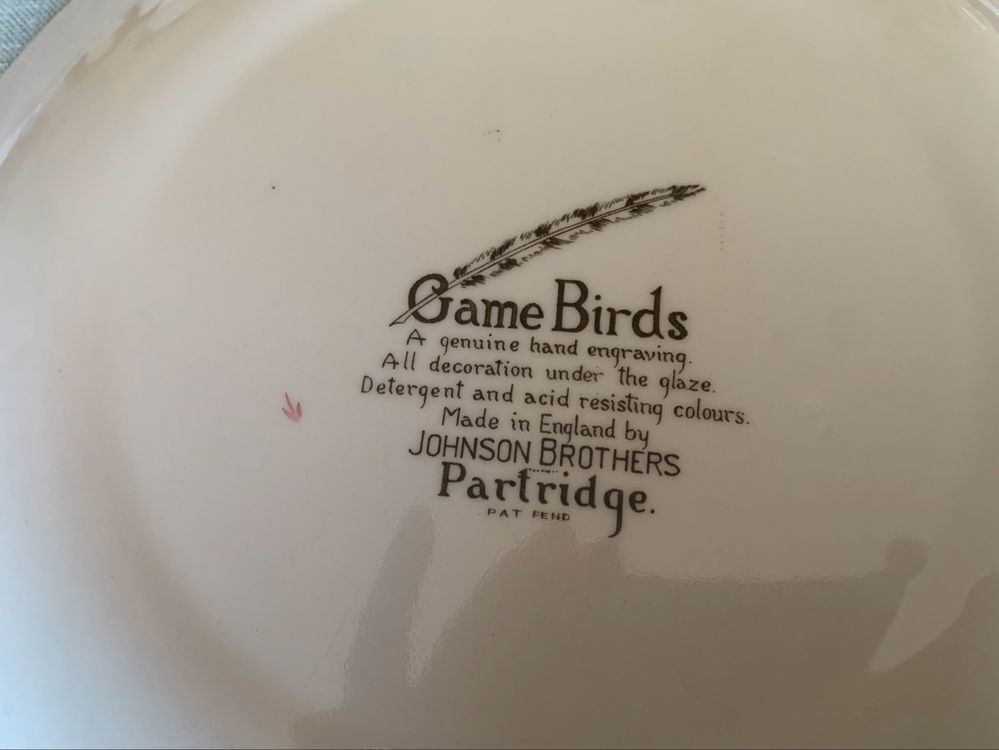 Game Birds
A genuine hand engraving.
All decoration under the glaze.
Detergent and acid resisting colours.
Made in England by
JOHNSON BROTHERS
Partridge.
PAT PEND